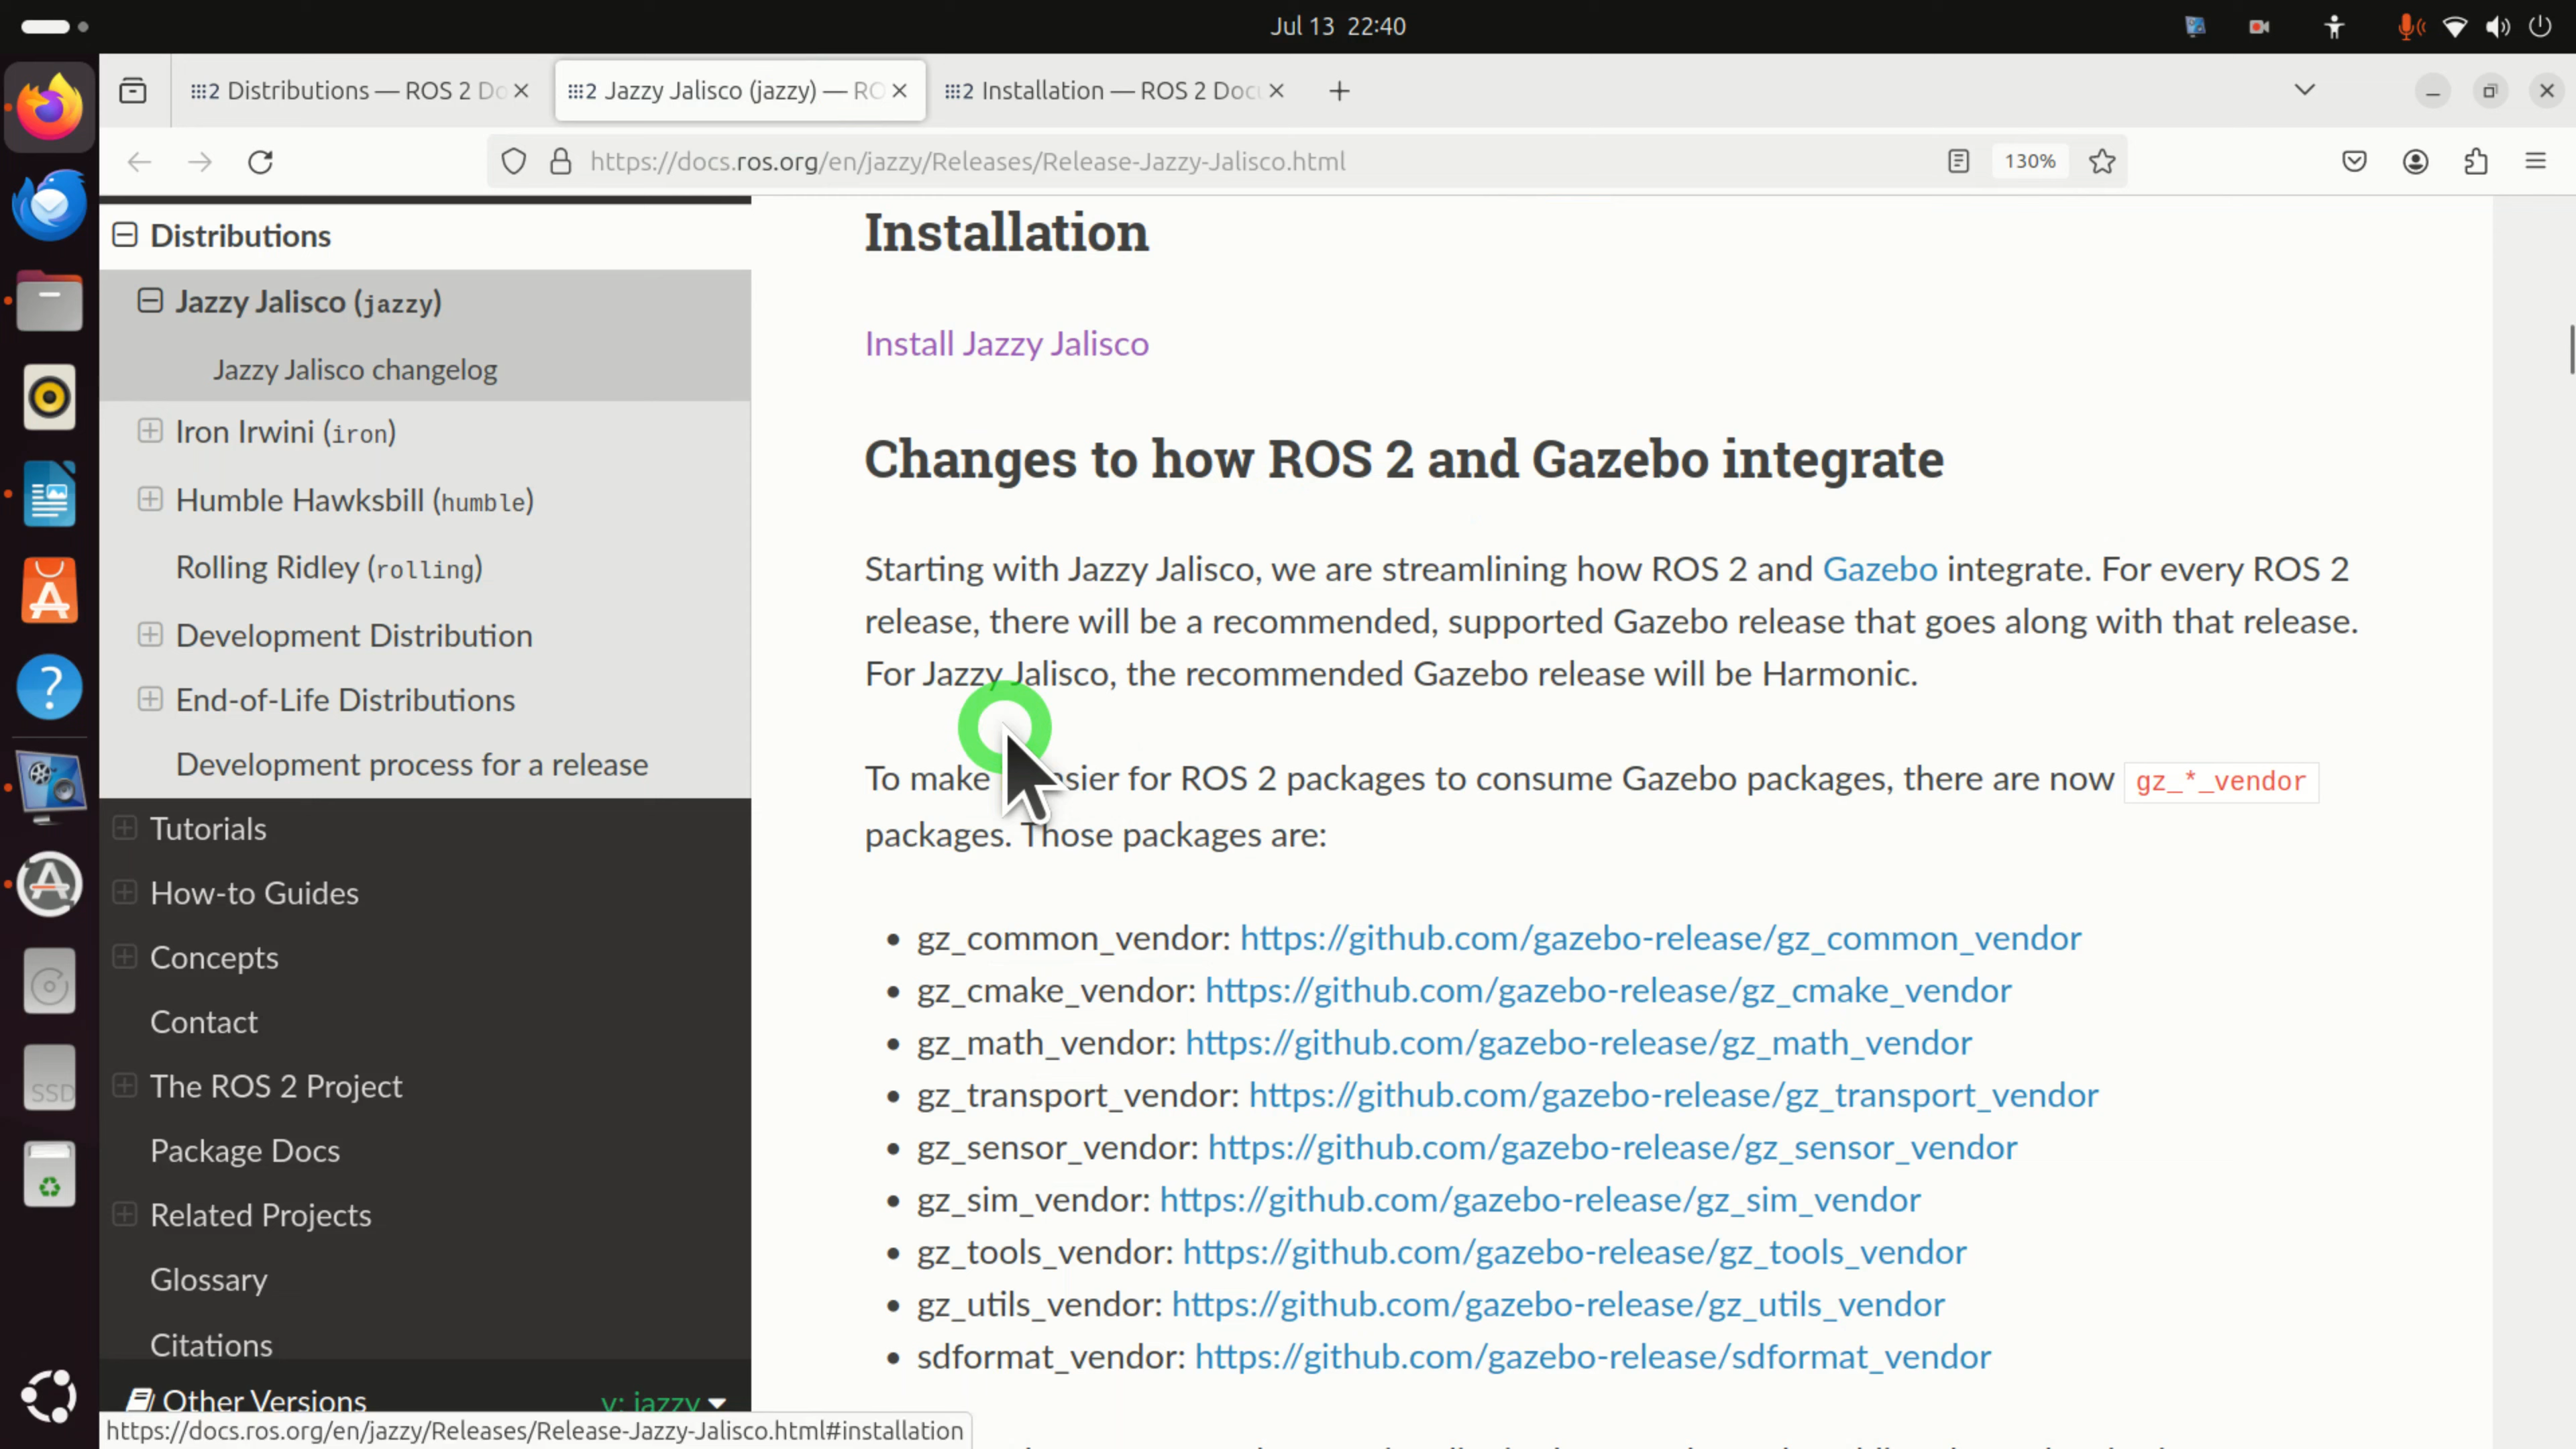 Jul 13 22:40
Distributions — ROS 2 Do
Jazzy Jalisco (jazzy) — RO
Installation — ROS 2 Docu
https://docs.ros.org/en/jazzy/Releases/Release-Jazzy-Jalisco.html
130%
Distributions
Jazzy Jalisco (jazzy)
Jazzy Jalisco changelog
Iron Irwini (iron)
Humble Hawksbill (humble)
Rolling Ridley (rolling)
Development Distribution
End-of-Life Distributions
Development process for a release
Tutorials
How-to Guides
Concepts
Contact
The ROS 2 Project
Package Docs
Related Projects
Glossary
Citations
Other Versions v: jazzy
https://docs.ros.org/en/jazzy/Releases/Release-Jazzy-Jalisco.html#installation
SSD
Installation
Install Jazzy Jalisco
Changes to how ROS 2 and Gazebo integrate
Starting with Jazzy Jalisco, we are streamlining how ROS 2 and Gazebo integrate. For every ROS 2
release, there will be a recommended, supported Gazebo release that goes along with that release.
For Jazzy Jalisco, the recommended Gazebo release will be Harmonic.
To make easier for ROS 2 packages to consume Gazebo packages, there are now gz_*_vendor
packages. Those packages are:
• gz_common_vendor: https://github.com/gazebo-release/gz_common_vendor
• gz_cmake_vendor: https://github.com/gazebo-release/gz_cmake_vendor
• gz_math_vendor: https://github.com/gazebo-release/gz_math_vendor
• gz_transport_vendor: https://github.com/gazebo-release/gz_transport_vendor
• gz_sensor_vendor: https://github.com/gazebo-release/gz_sensor_vendor
• gz_sim_vendor: https://github.com/gazebo-release/gz_sim_vendor
• gz_tools_vendor: https://github.com/gazebo-release/gz_tools_vendor
• gz_utils_vendor: https://github.com/gazebo-release/gz_utils_vendor
• sdformat_vendor: https://github.com/gazebo-release/sdformat_vendor